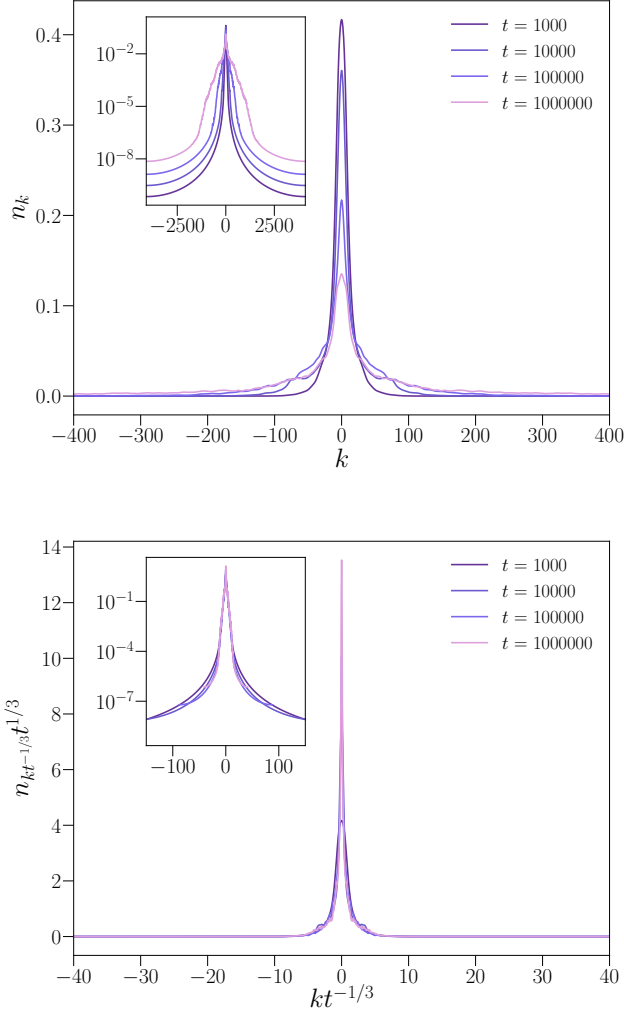 0.4
0.3
0.2
0.1
0.0
n_k
−400 −300 −200 −100 0 100 200 300 400
k
t = 1000
t = 10000
t = 100000
t = 1000000
10^{−2}
10^{−5}
10^{−8}
−2500 0 2500
14
12
10
8
6
4
2
0
n_{kt^{−1/3}}t^{1/3}
−40 −30 −20 −10 0 10 20 30 40
kt^{−1/3}
t = 1000
t = 10000
t = 100000
t = 1000000
10^{−1}
10^{−4}
10^{−7}
−100 0 100